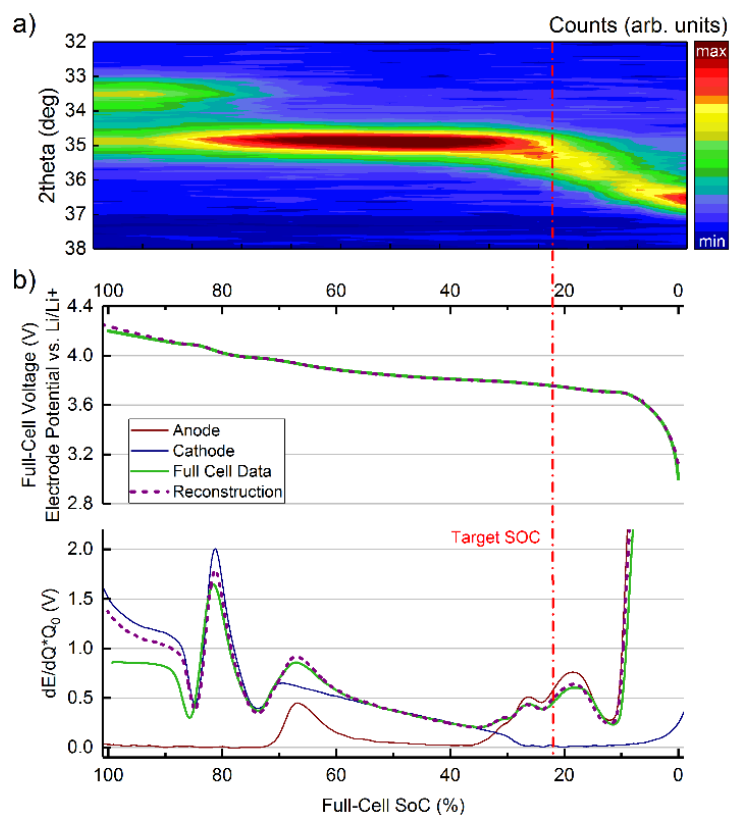 a)
Counts (arb. units)
32
33
34
35
36
37
38
2theta (deg)
max
min
b)
100 80 60 40 20 0
4.4
4.0
3.6
3.2
2.8
Full-Cell Voltage (V)
Electrode Potential vs. Li/Li+
Anode
Cathode
Full Cell Data
Reconstruction
Target SOC
2.0
1.5
1.0
0.5
0.0
dE/dQ*Q0 (V)
100 80 60 40 20 0
Full-Cell SoC (%)